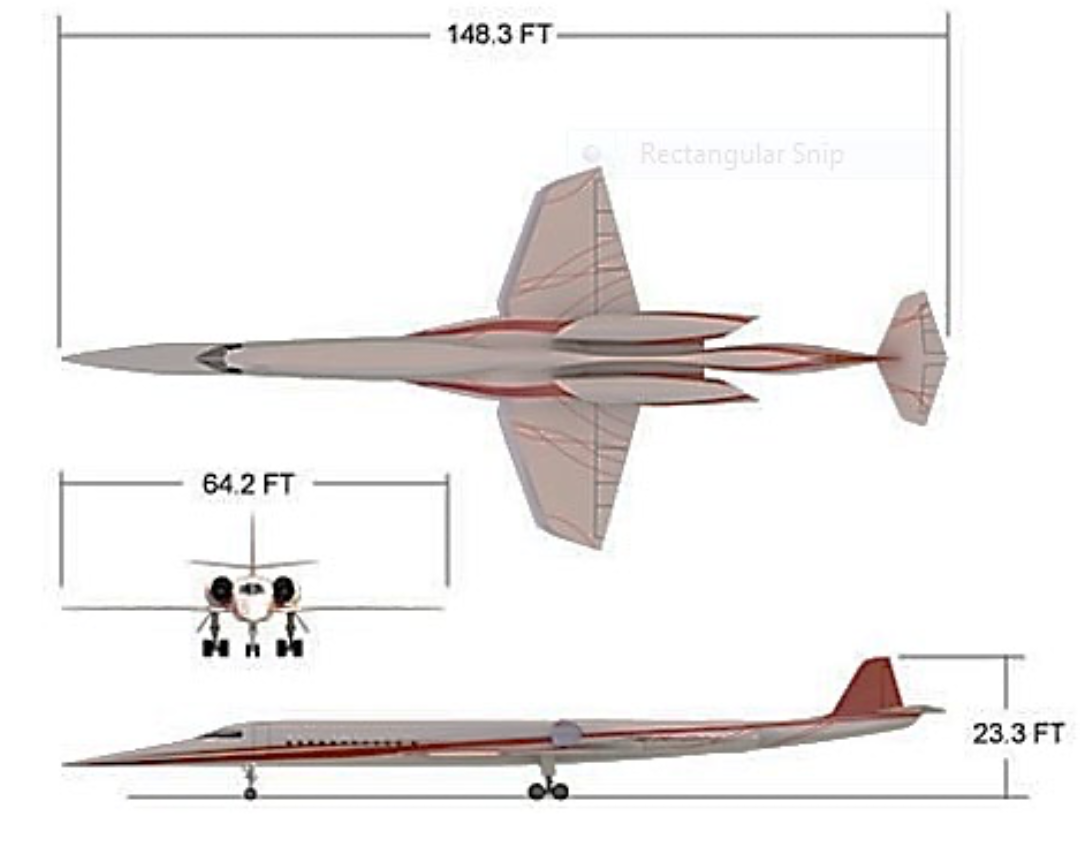 148.3 FT
Rectangular Snip
64.2 FT
23.3 FT